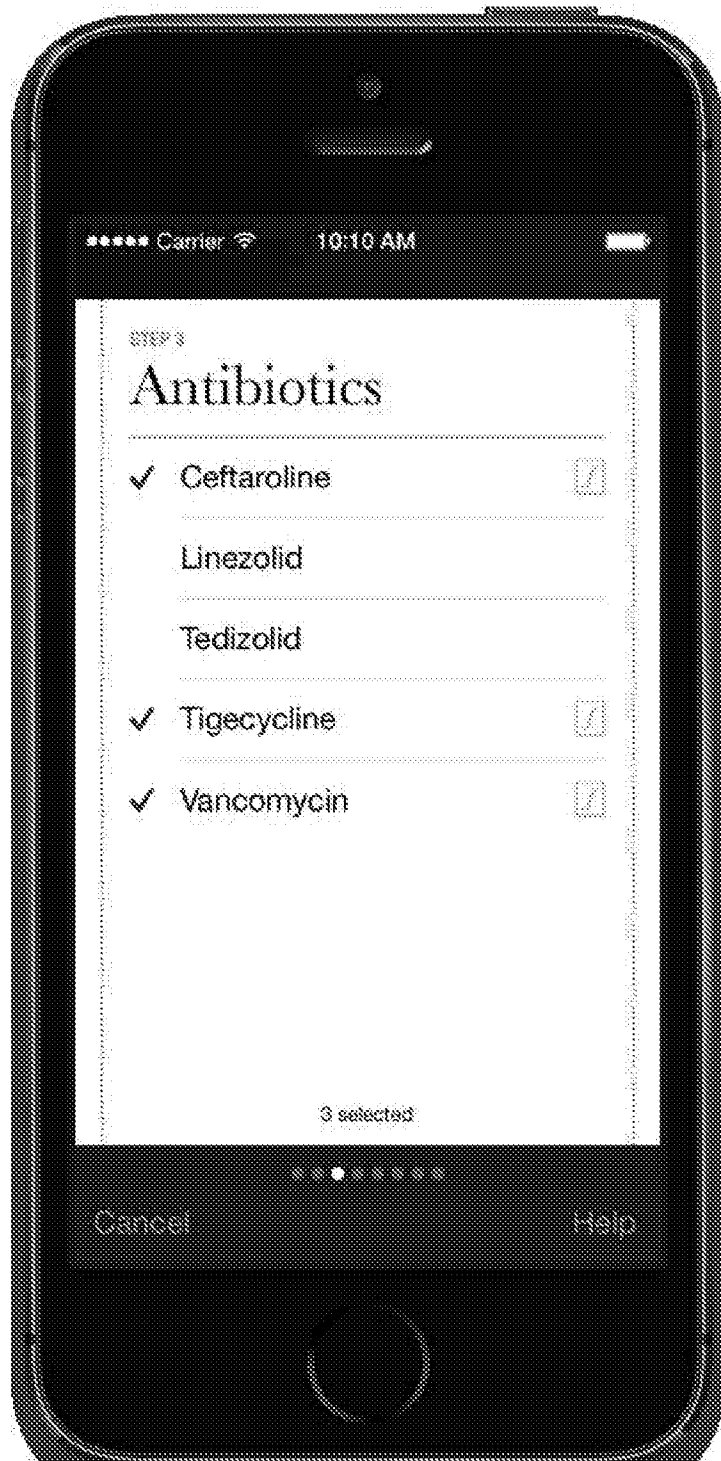 Carrier 10:10 AM
STEP 3
Antibiotics
Ceftaroline
Linezolid
Tedizolid
Tigecycline
Vancomycin
3 selected
Cancel Help